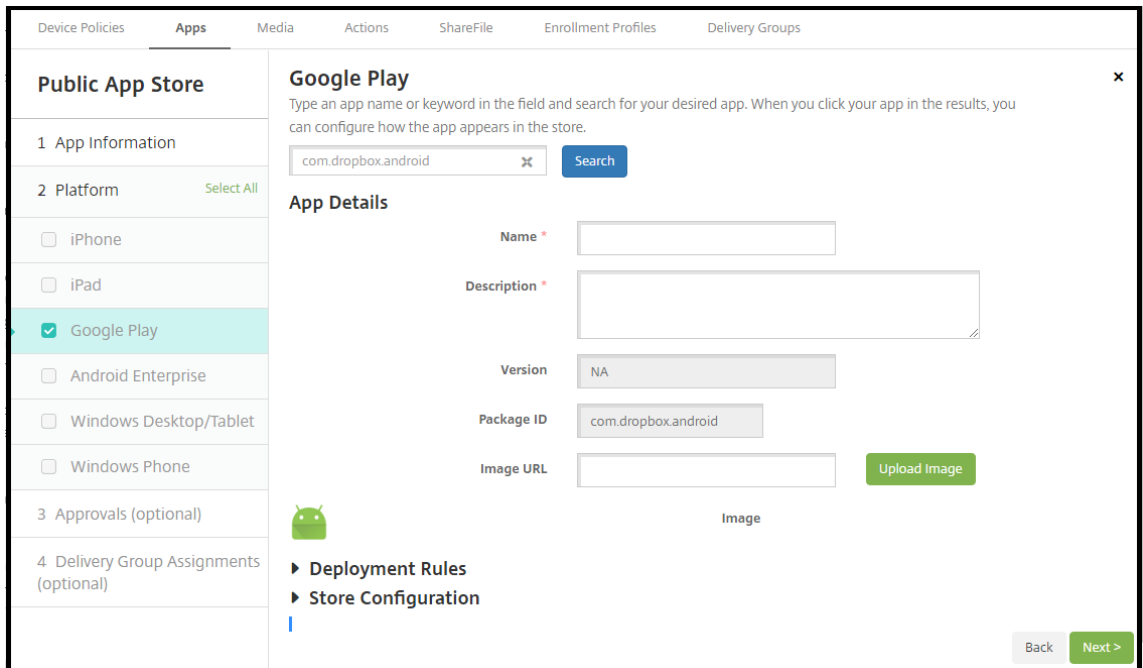 Device Policies Apps Media Actions ShareFile Enrollment Profiles Delivery Groups
Public App Store
1 App Information
2 Platform Select All
iPhone
iPad
Google Play
Android Enterprise
Windows Desktop/Tablet
Windows Phone
3 Approvals (optional)
4 Delivery Group Assignments
(optional)
Google Play
Type an app name or keyword in the field and search for your desired app. When you click your app in the results, you
can configure how the app appears in the store.
com.dropbox.android Search
App Details
Name *
Description *
Version NA
Package ID com.dropbox.android
Image URL Upload Image
Image
Deployment Rules
Store Configuration
Back Next >